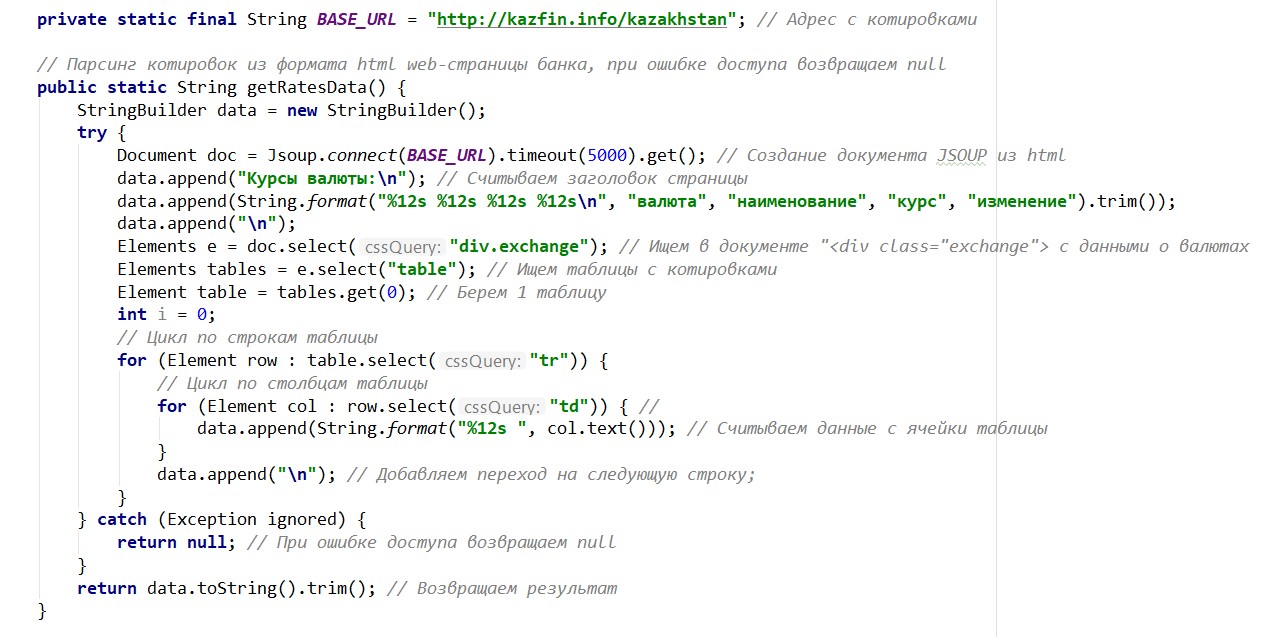 private static final String BASE_URL = "http://kazfin.info/kazakhstan"; // Адрес с котировками
// Парсинг котировок из формата html web-страницы банка, при ошибке доступа возвращаем null
public static String getRatesData() {
StringBuilder data = new StringBuilder();
try {
Document doc = Jsoup.connect(BASE_URL).timeout(5000).get(); // Создание документа JSOUP из html
data.append("Курсы валюты:\n"); // Считываем заголовок страницы
data.append(String.format("%12s %12s %12s %12s\n", "валюта", "наименование", "курс", "изменение").trim());
data.append("\n");
Elements e = doc.select( cssQuery: "div.exchange"); // Ищем в документе "<div class="exchange"> с данными о валютах
Elements tables = e.select("table"); // Ищем таблицы с котировками
Element table = tables.get(0); // Берем 1 таблицу
int i = 0;
// Цикл по строкам таблицы
for (Element row : table.select( cssQuery: "tr")) {
// Цикл по столбцам таблицы
for (Element col : row.select( cssQuery: "td")) { //
data.append(String.format("%12s ", col.text())); // Считываем данные с ячейки таблицы
}
data.append("\n"); // Добавляем переход на следующую строку;
}
} catch (Exception ignored) {
return null; // При ошибке доступа возвращаем null
}
return data.toString().trim(); // Возвращаем результат
}